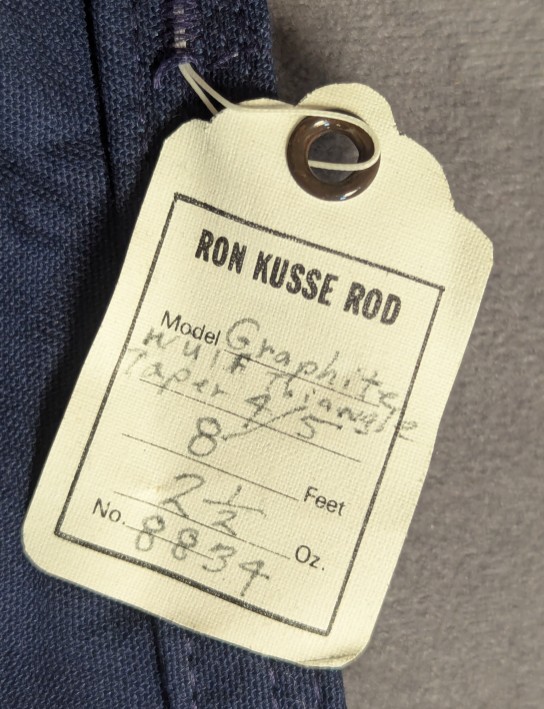 RON KUSSE ROD
Model Graphite
Wulf Triangle
Taper 4/5
8 Feet
2 1/2 Oz.
No. 8834